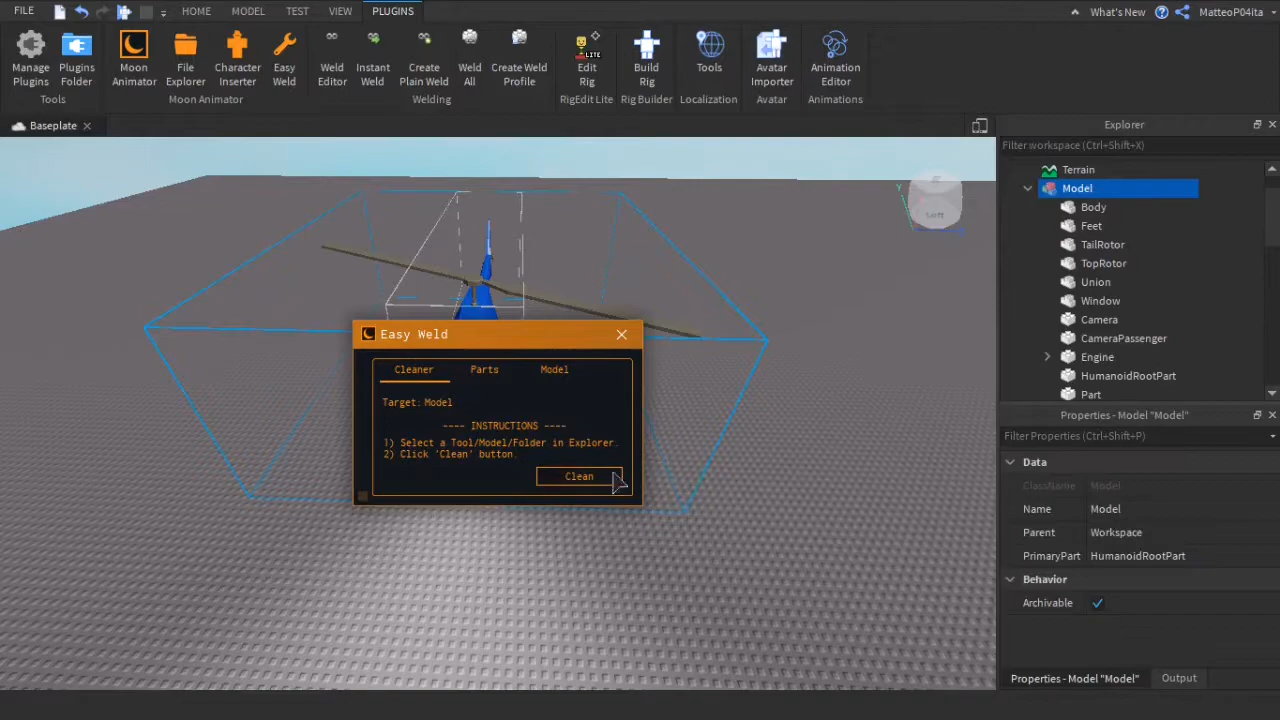 FILE
HOME
MODEL
TEST
VIEW
PLUGINS
What's New
MatteoP04ita
Manage Plugins
Plugins Folder
Tools
Moon Animator
File Explorer
Character Inserter
Easy Weld
Moon Animator
Weld Editor
Instant Weld
Create Plain Weld
Weld All
Create Weld Profile
Welding
LITE
Edit Rig
RigEdit Lite
Build Rig
Rig Builder
Tools
Localization
Avatar Importer
Avatar
Animation Editor
Animations
Baseplate
Y
Easy Weld
Cleaner Parts Model
Target: Model
---- INSTRUCTIONS ----
1) Select a Tool/Model/Folder in Explorer.
2) Click 'Clean' button.
Clean
Explorer
Filter workspace (Ctrl+Shift+X)
Terrain
Model
Body
Feet
TailRotor
TopRotor
Union
Window
Camera
CameraPassenger
Engine
HumanoidRootPart
Part
Properties - Model "Model"
Filter Properties (Ctrl+Shift+P)
Data
ClassName Model
Name Model
Parent Workspace
PrimaryPart HumanoidRootPart
Behavior
Archivable
Properties - Model "Model" Output